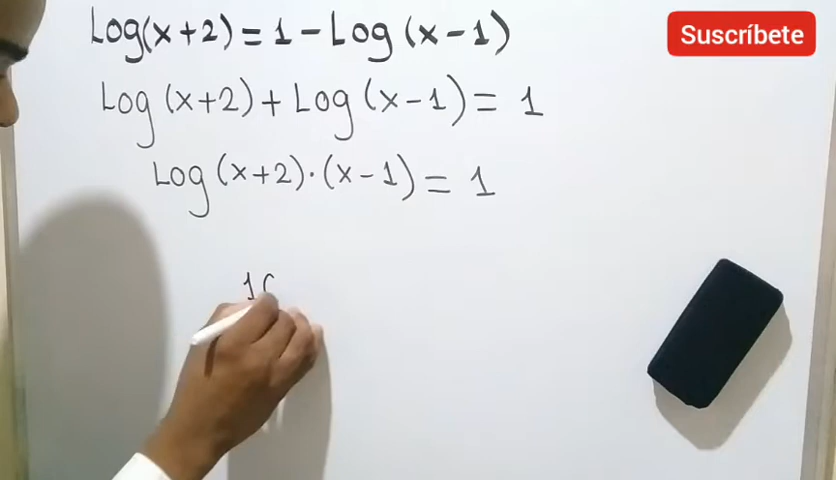 Log(x+2)=1-Log(x-1)
Suscríbete
Log(x+2)+Log(x-1)=1
Log(x+2)·(x-1)=1